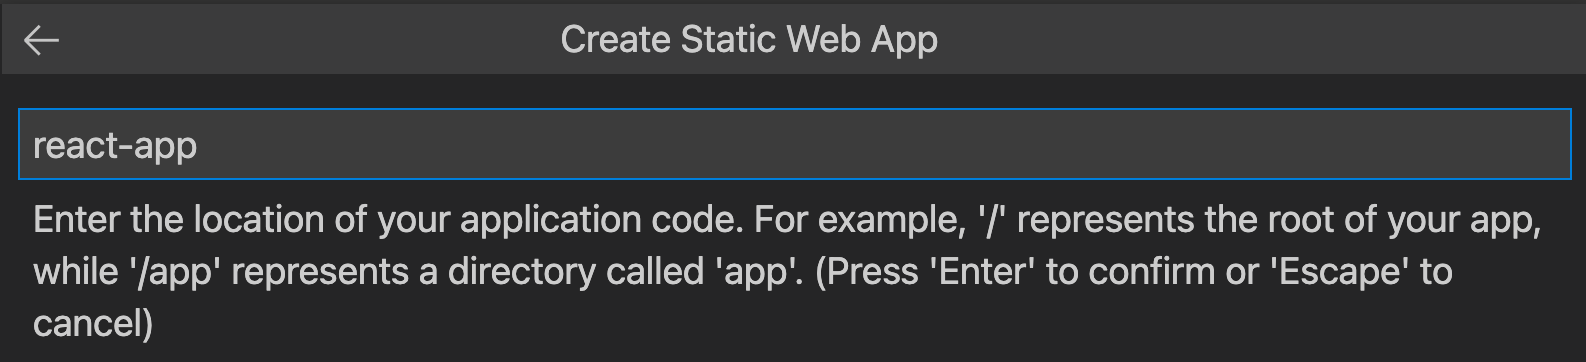 Create Static Web App
react-app
Enter the location of your application code. For example, '/' represents the root of your app,
while '/app' represents a directory called 'app'. (Press 'Enter' to confirm or 'Escape' to
cancel)